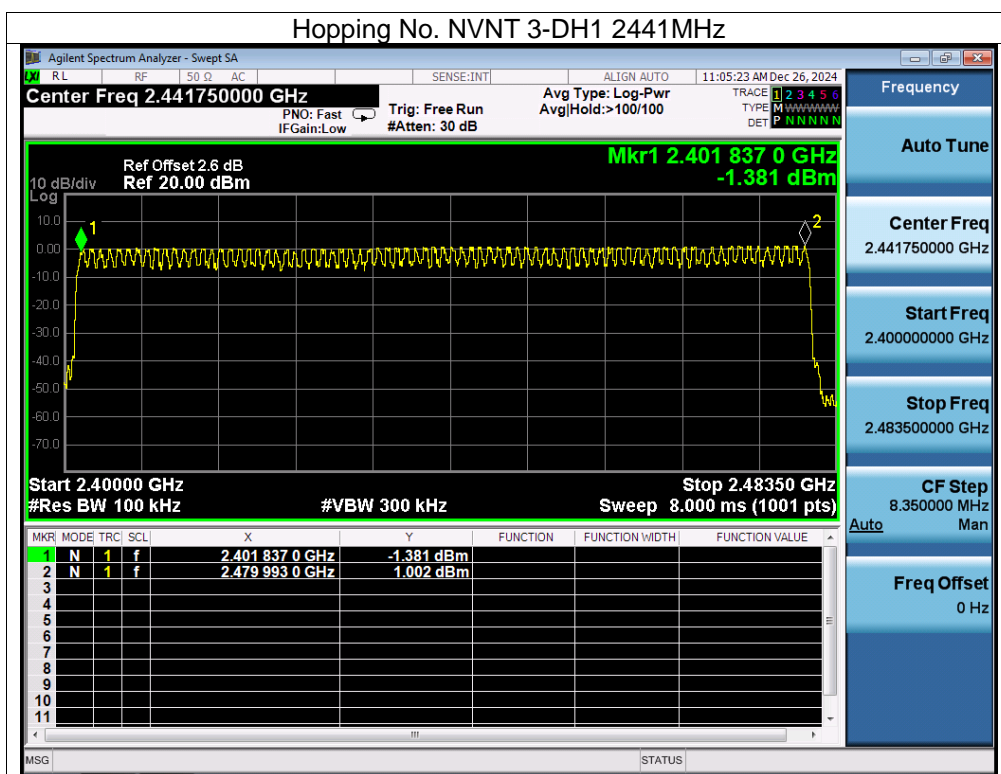 Hopping No. NVNT 3-DH1 2441MHz
Agilent Spectrum Analyzer - Swept SA
LXI RL RF 50 Ω AC SENSE:INT ALIGN AUTO 11:05:23 AM Dec 26, 2024
Center Freq 2.441750000 GHz
PNO: Fast
IFGain:Low
Trig: Free Run
#Atten: 30 dB
Avg Type: Log-Pwr
Avg|Hold:>100/100
TRACE 1 2 3 4 5 6
TYPE M WWWWW
DET P N N N N N
Mkr1 2.401 837 0 GHz
-1.381 dBm
Ref Offset 2.6 dB
10 dB/div Ref 20.00 dBm
Log
10.0
0.00
-10.0
-20.0
-30.0
-40.0
-50.0
-60.0
-70.0
1
2
Start 2.40000 GHz Stop 2.48350 GHz
#Res BW 100 kHz #VBW 300 kHz Sweep 8.000 ms (1001 pts)
MKR MODE TRC SCL X Y FUNCTION FUNCTION WIDTH FUNCTION VALUE
1 N 1 f 2.401 837 0 GHz -1.381 dBm
2 N 1 f 2.479 993 0 GHz 1.002 dBm
3
4
5
6
7
8
9
10
11
MSG STATUS
Frequency
Auto Tune
Center Freq
2.441750000 GHz
Start Freq
2.400000000 GHz
Stop Freq
2.483500000 GHz
CF Step
8.350000 MHz
Auto Man
Freq Offset
0 Hz